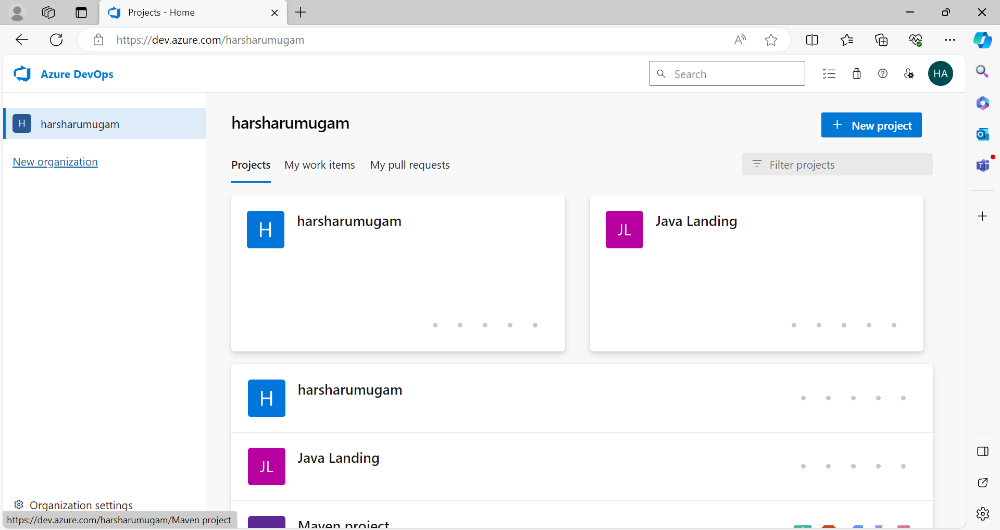 Projects - Home
https://dev.azure.com/harsharumugam
Azure DevOps
Search
HA
H harsharumugam
New organization
harsharumugam
New project
Projects My work items My pull requests
Filter projects
H harsharumugam
JL Java Landing
H harsharumugam
JL Java Landing
Maven project
Organization settings
https://dev.azure.com/harsharumugam/Maven project